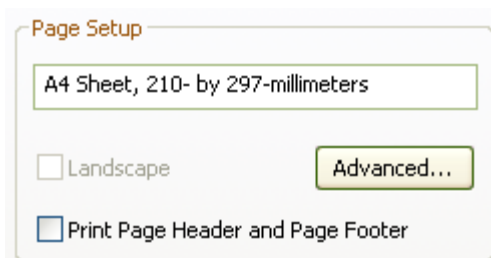 Page Setup
A4 Sheet, 210- by 297-millimeters
Landscape Advanced...
Print Page Header and Page Footer